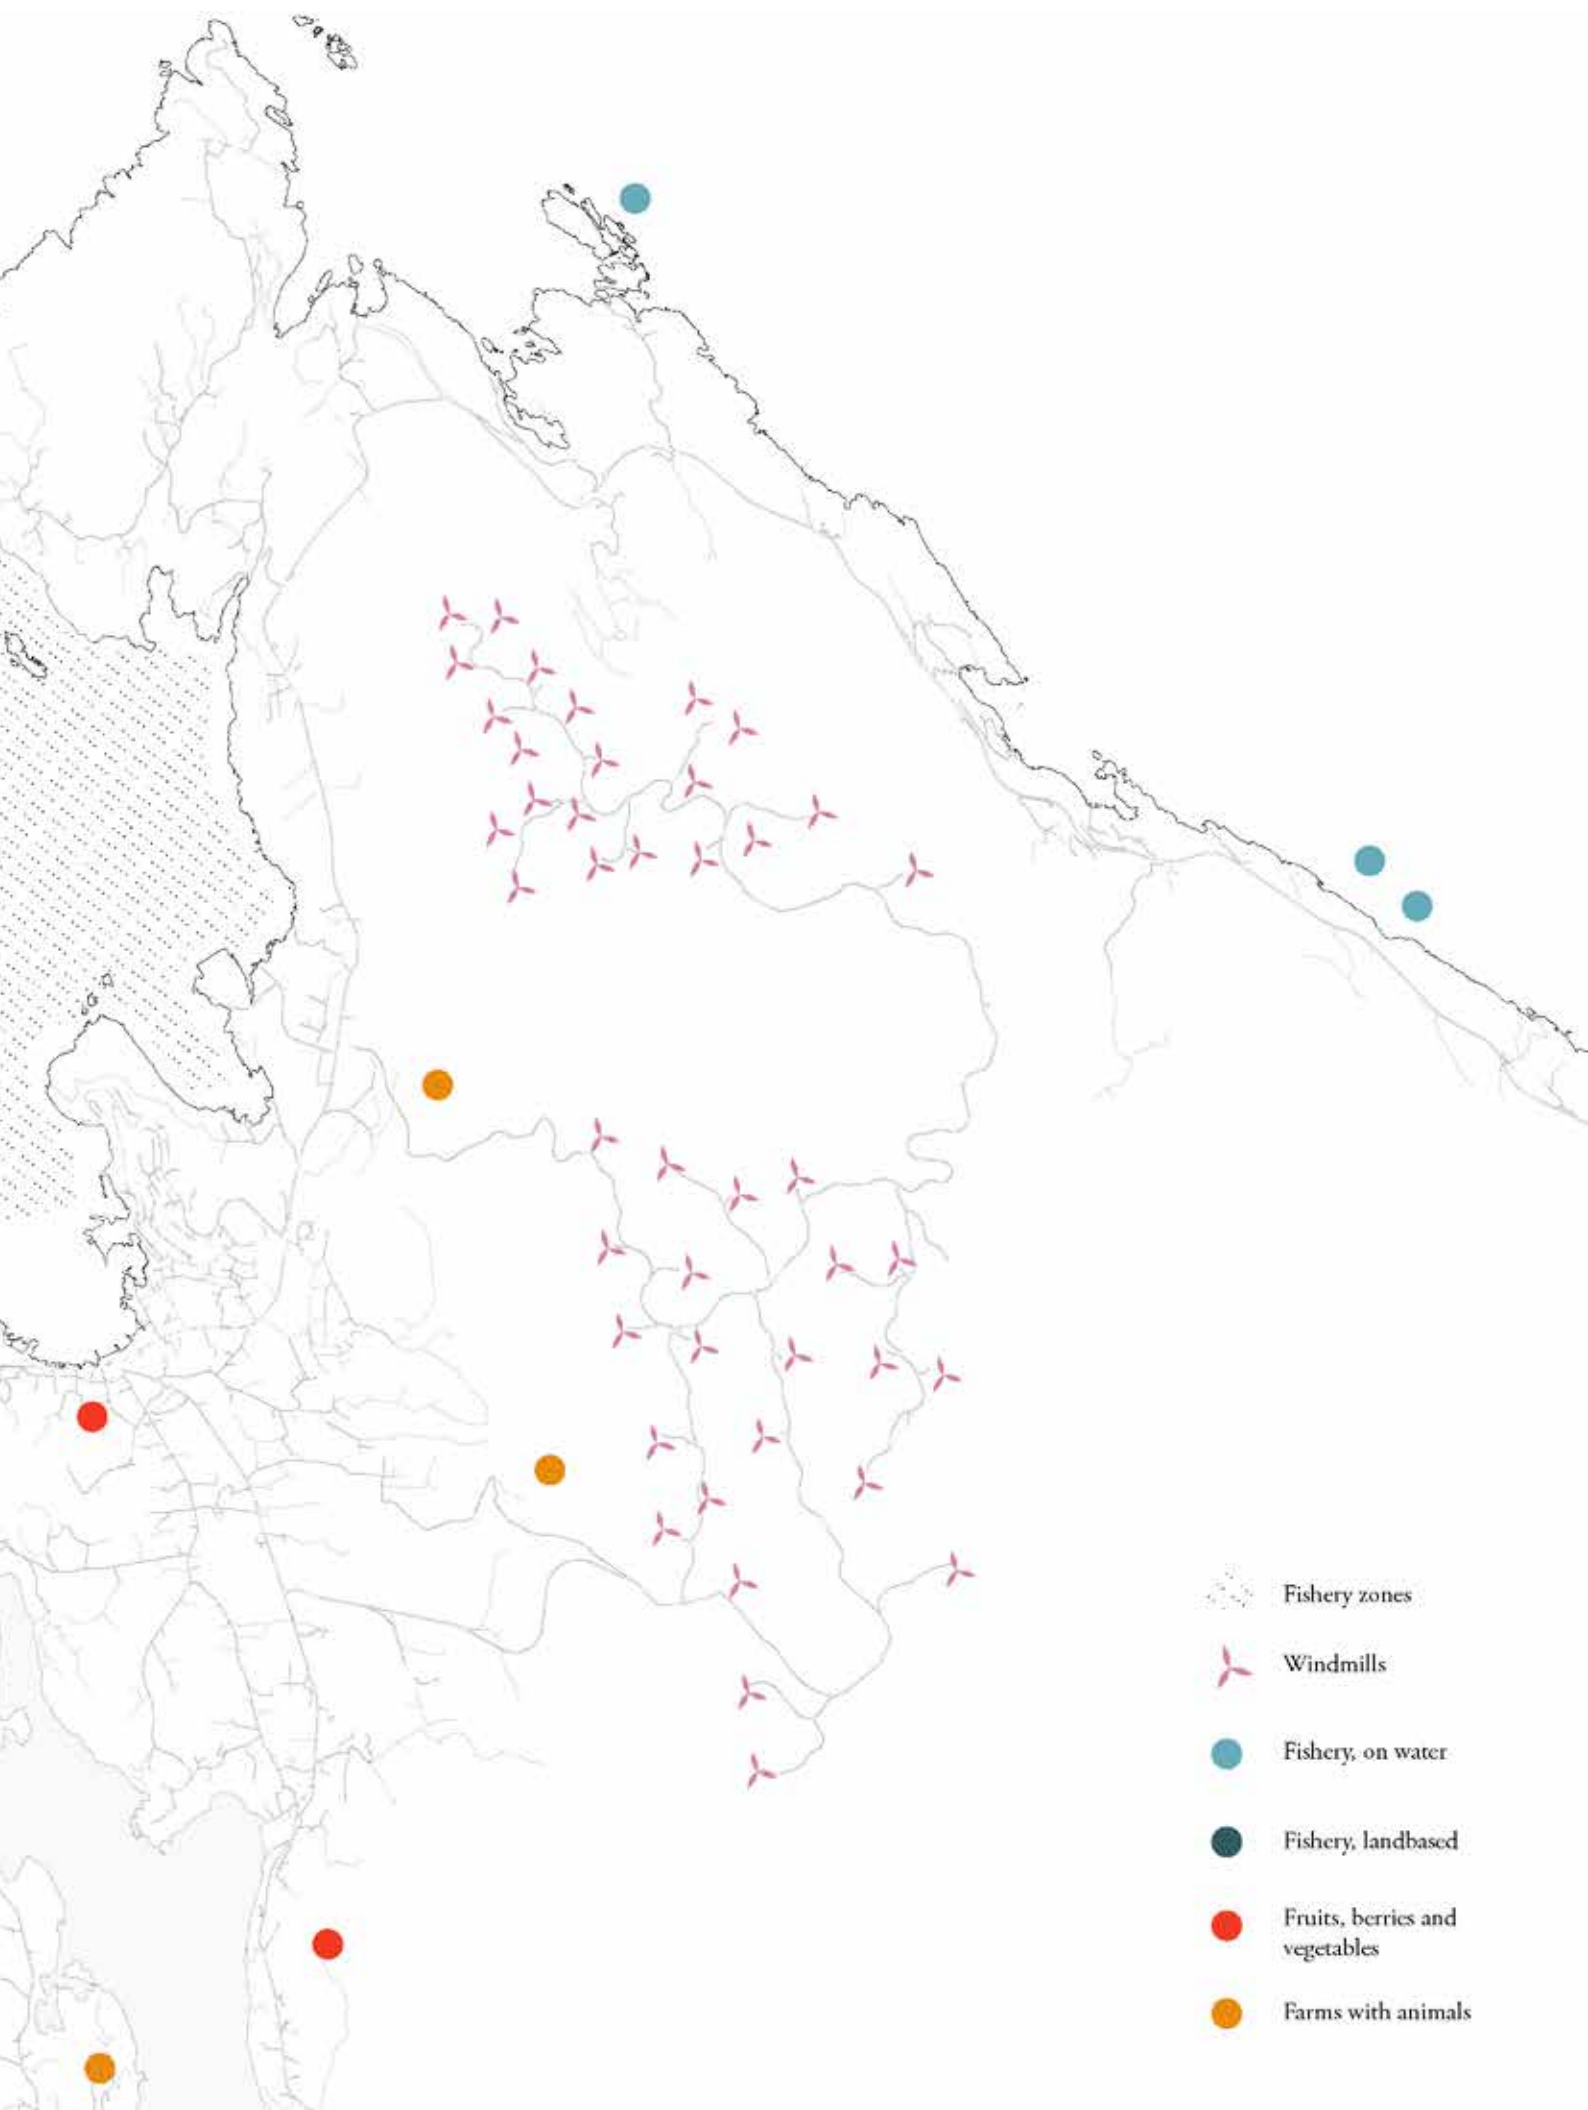 Fishery zones
Windmills
Fishery, on water
Fishery, landbased
Fruits, berries and
vegetables
Farms with animals